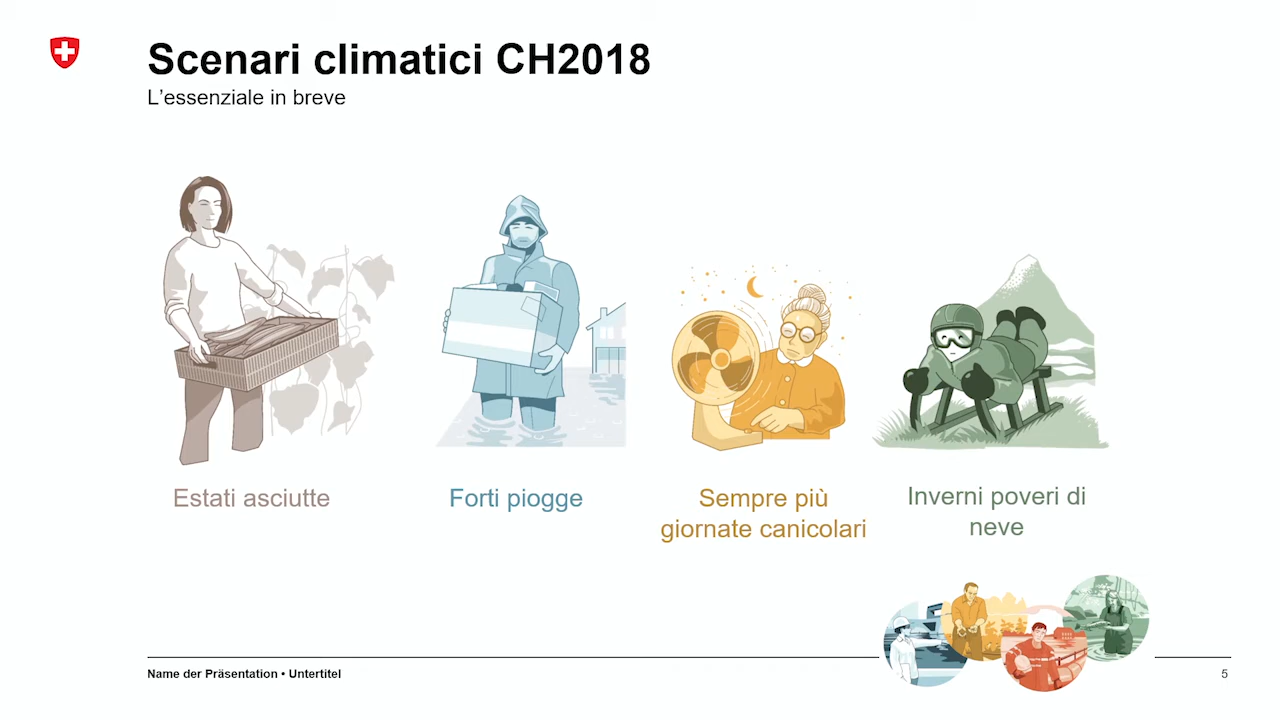 Scenari climatici CH2018
L’essenziale in breve
Estati asciutte
Forti piogge
Sempre più
giornate canicolari
Inverni poveri di
neve
Name der Präsentation • Untertitel
5